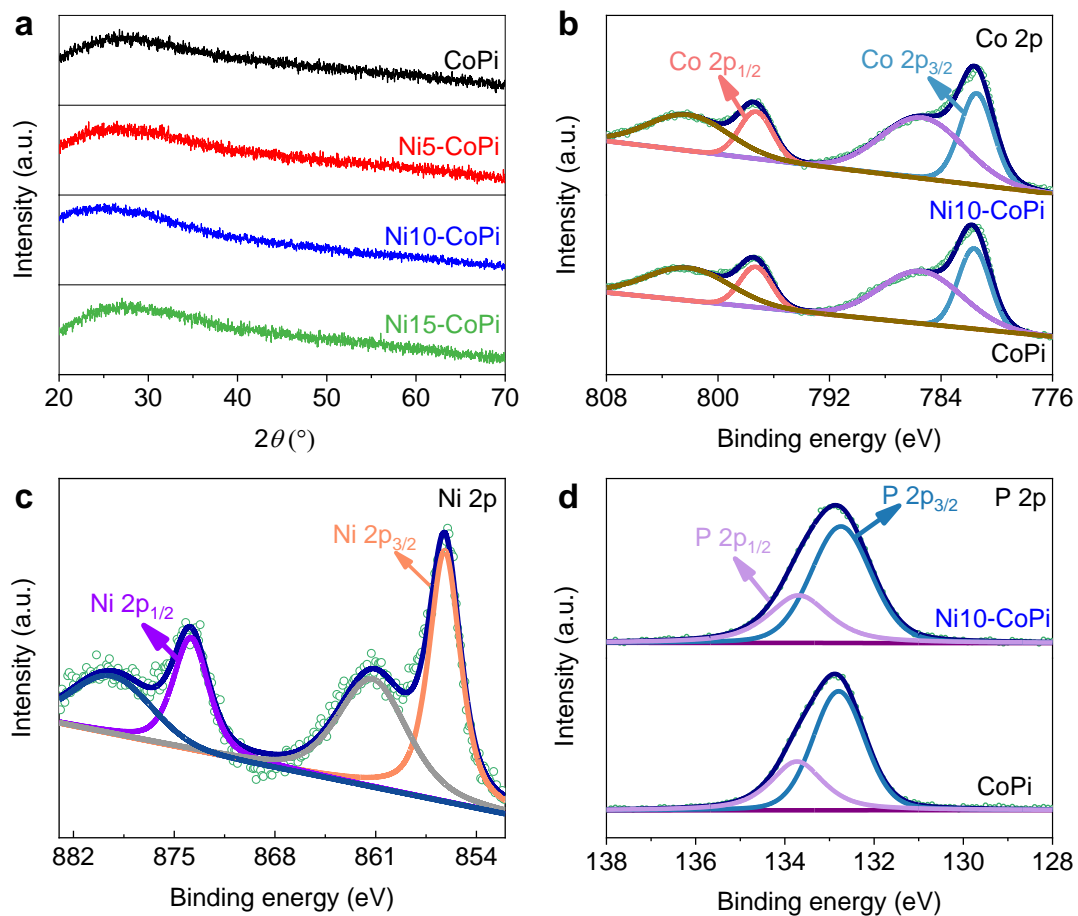 a
CoPi
Ni5-CoPi
Ni10-CoPi
Ni15-CoPi
Intensity (a.u.)
20 30 40 50 60 70
2θ (°)
b
Co 2p
Co 2p1/2
Co 2p3/2
Ni10-CoPi
CoPi
Intensity (a.u.)
808 800 792 784 776
Binding energy (eV)
c
Ni 2p
Ni 2p3/2
Ni 2p1/2
Intensity (a.u.)
882 875 868 861 854
Binding energy (eV)
d
P 2p
P 2p3/2
P 2p1/2
Ni10-CoPi
CoPi
Intensity (a.u.)
138 136 134 132 130 128
Binding energy (eV)